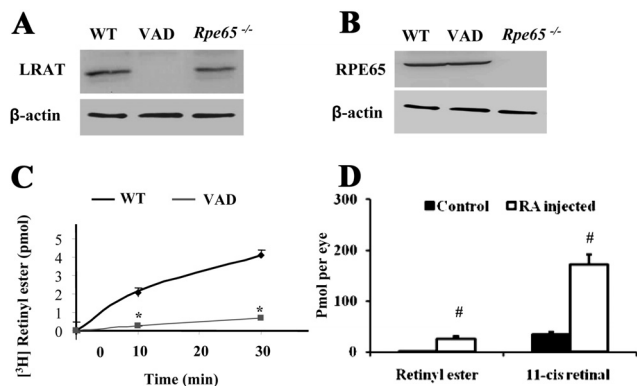 A
WT VAD Rpe65 -/-
LRAT
β-actin
B
WT VAD Rpe65 -/-
RPE65
β-actin
C
WT VAD
[³H] Retinyl ester (pmol)
5
4
3
2
1
0
* *
0 10 20 30
Time (min)
D
Control RA injected
Pmol per eye
300
200
100
0
# #
Retinyl ester 11-cis retinal